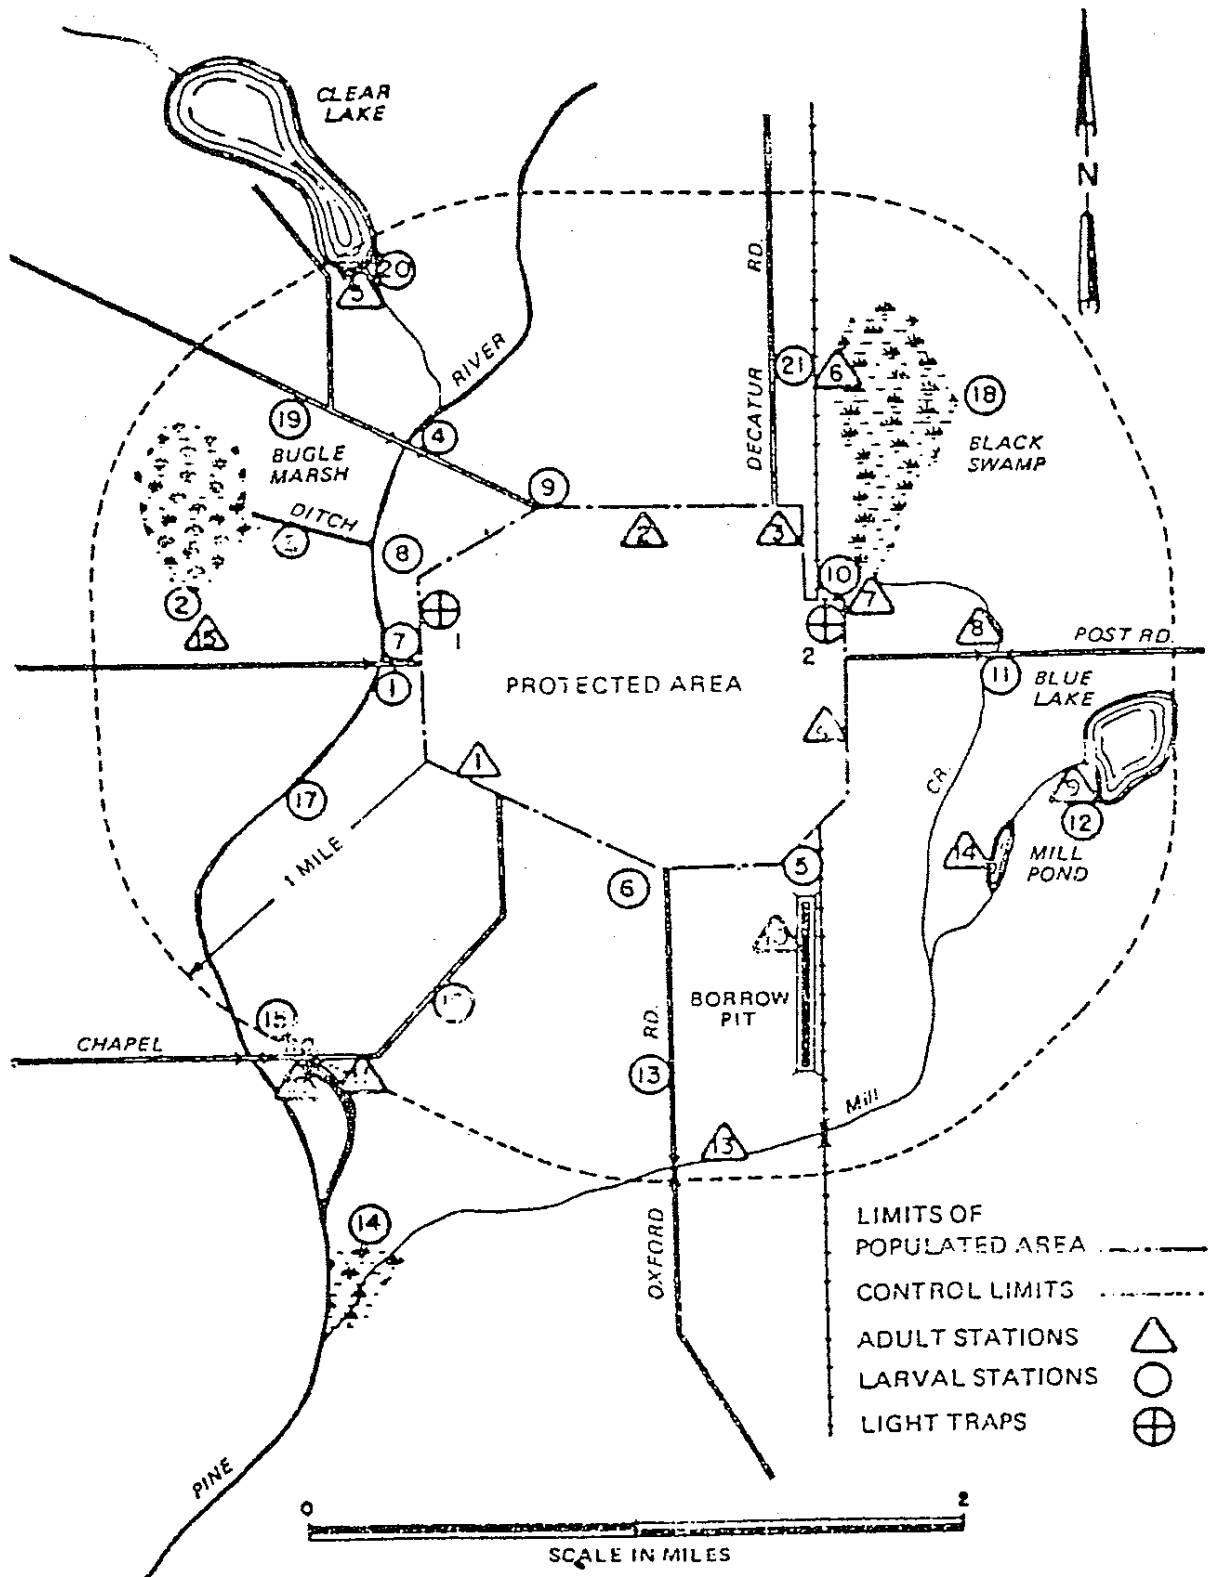 CLEAR
LAKE
N
20
5
RIVER
DECATUR RD.
21
6
18
19
4
BUGLE
MARSH
BLACK
SWAMP
9
DITCH
2
3
8
10
2
7
15
1
8
7
2
POST RD.
1
11
BLUE
LAKE
PROTECTED AREA
4
1
17
CR.
9
12
1 MILE
14
MILL
POND
5
6
BORROW
PIT
RD.
CHAPEL
13
Mill
13
14
OXFORD
LIMITS OF
POPULATED AREA
CONTROL LIMITS
ADULT STATIONS
LARVAL STATIONS
LIGHT TRAPS
PINE
0 2
SCALE IN MILES